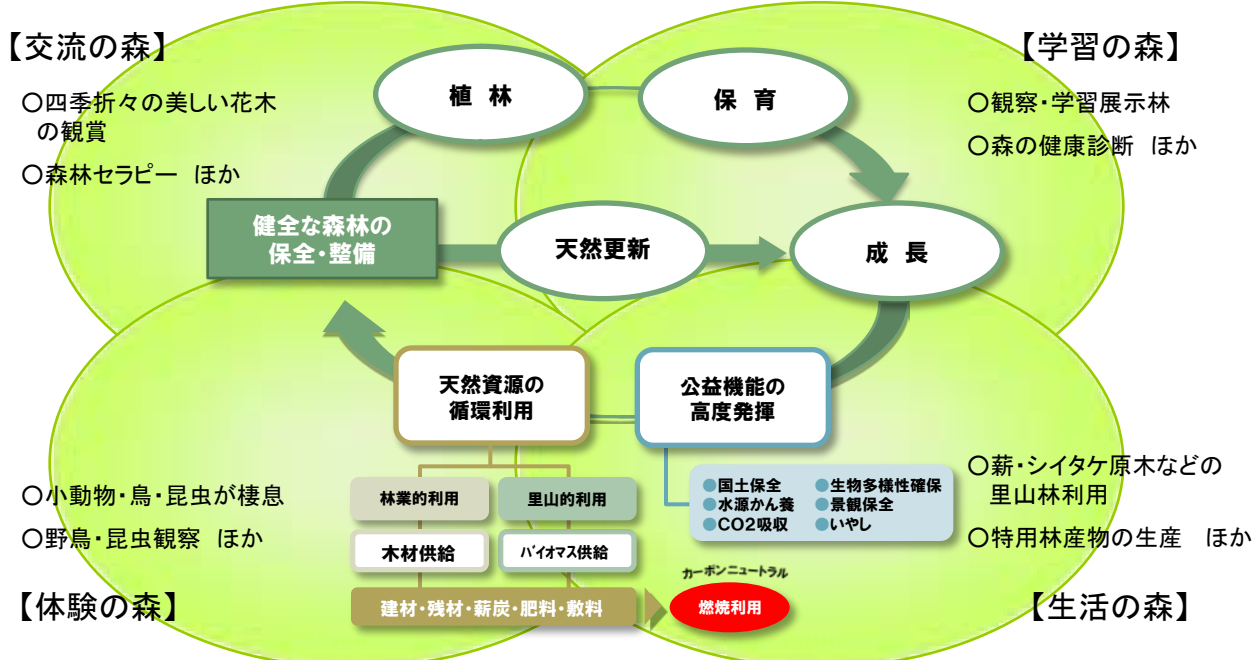 【交流の森】
○四季折々の美しい花木
の観賞
○森林セラピー ほか
【学習の森】
○観察・学習展示林
○森の健康診断 ほか
植 林
保 育
健全な森林の
保全・整備
天然更新
成 長
天然資源の
循環利用
公益機能の
高度発揮
林業的利用
里山的利用
木材供給
バイオマス供給
建材・残材・薪炭・肥料・敷料
カーボンニュートラル
燃焼利用
●国土保全
●水源かん養
●CO2吸収
●生物多様性確保
●景観保全
●いやし
○小動物・鳥・昆虫が棲息
○野鳥・昆虫観察 ほか
【体験の森】
○薪・シイタケ原木などの
里山林利用
○特用林産物の生産 ほか
【生活の森】